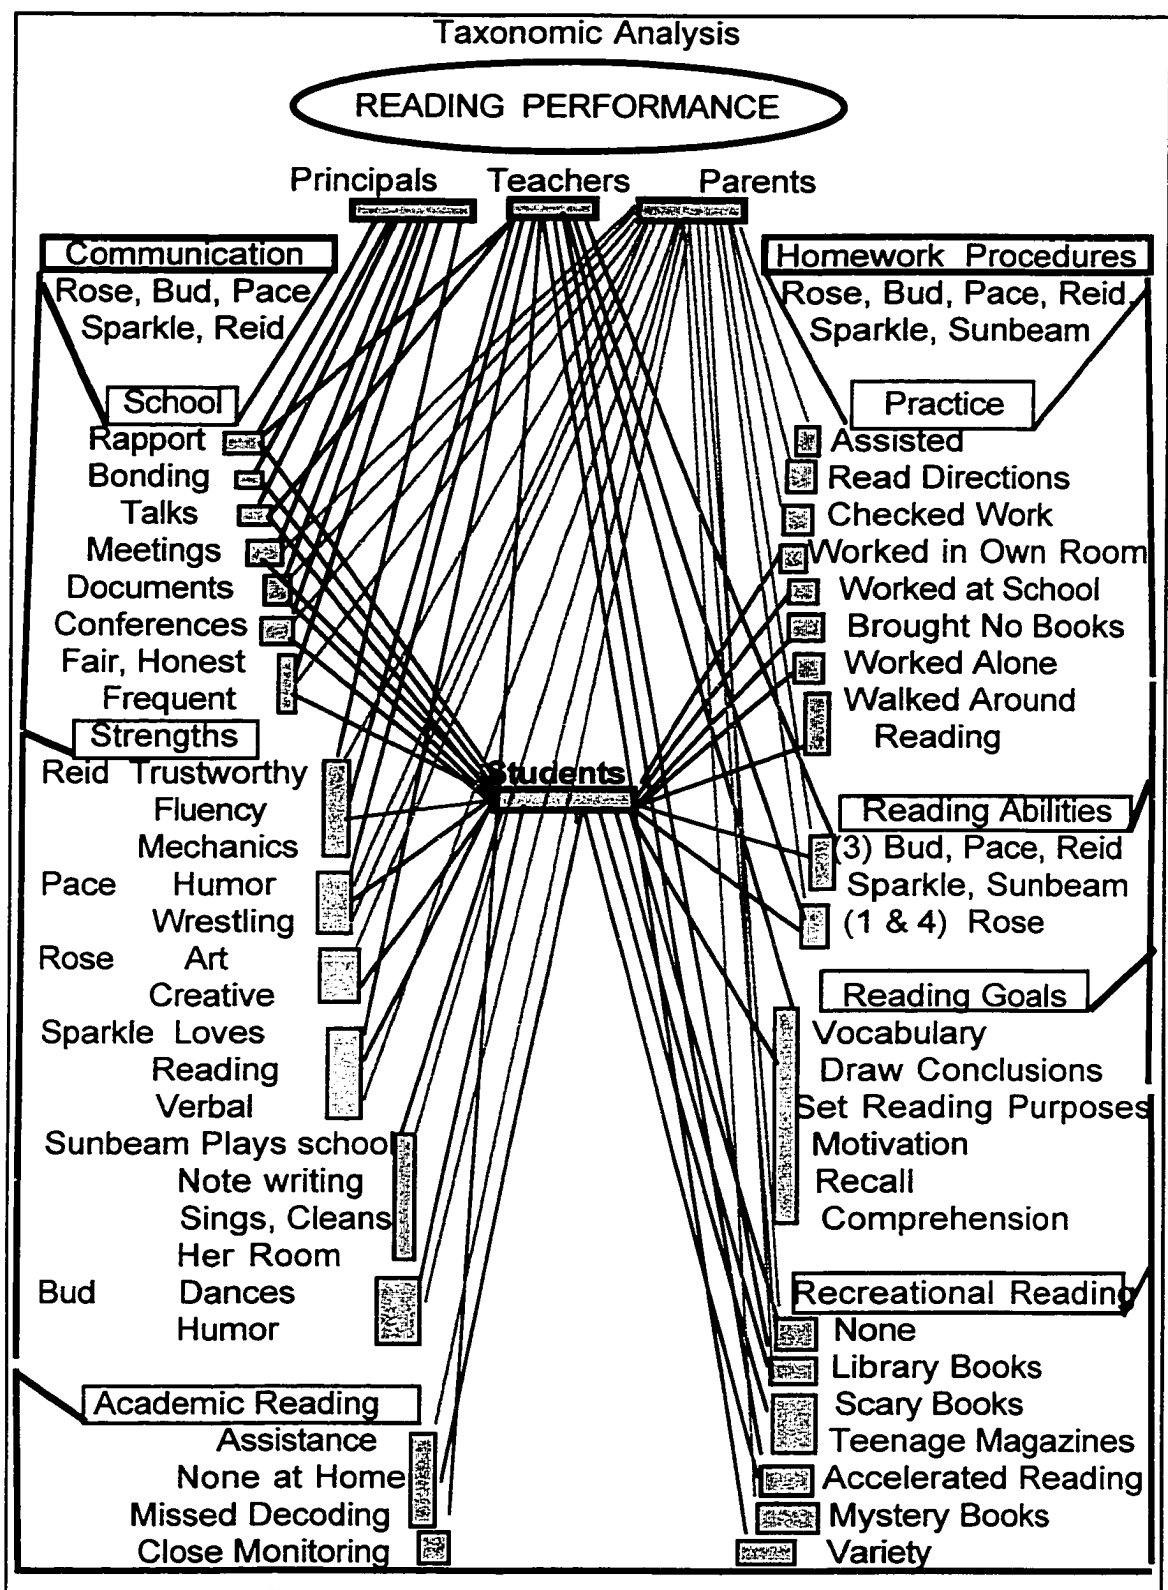 Taxonomic Analysis
READING PERFORMANCE
Principals Teachers Parents
Communication
Rose, Bud, Pace
Sparkle, Reid
School
Rapport
Bonding
Talks
Meetings
Documents
Conferences
Fair, Honest
Frequent
Strengths
Reid Trustworthy
Fluency
Mechanics
Pace Humor
Wrestling
Rose Art
Creative
Sparkle Loves
Reading
Verbal
Sunbeam Plays school
Note writing
Sings, Cleans
Her Room
Bud Dances
Humor
Academic Reading
Assistance
None at Home
Missed Decoding
Close Monitoring
Students
Homework Procedures
Rose, Bud, Pace, Reid,
Sparkle, Sunbeam
Practice
Assisted
Read Directions
Checked Work
Worked in Own Room
Worked at School
Brought No Books
Worked Alone
Walked Around
Reading
Reading Abilities
(3) Bud, Pace, Reid
Sparkle, Sunbeam
(1 & 4) Rose
Reading Goals
Vocabulary
Draw Conclusions
Set Reading Purposes
Motivation
Recall
Comprehension
Recreational Reading
None
Library Books
Scary Books
Teenage Magazines
Accelerated Reading
Mystery Books
Variety